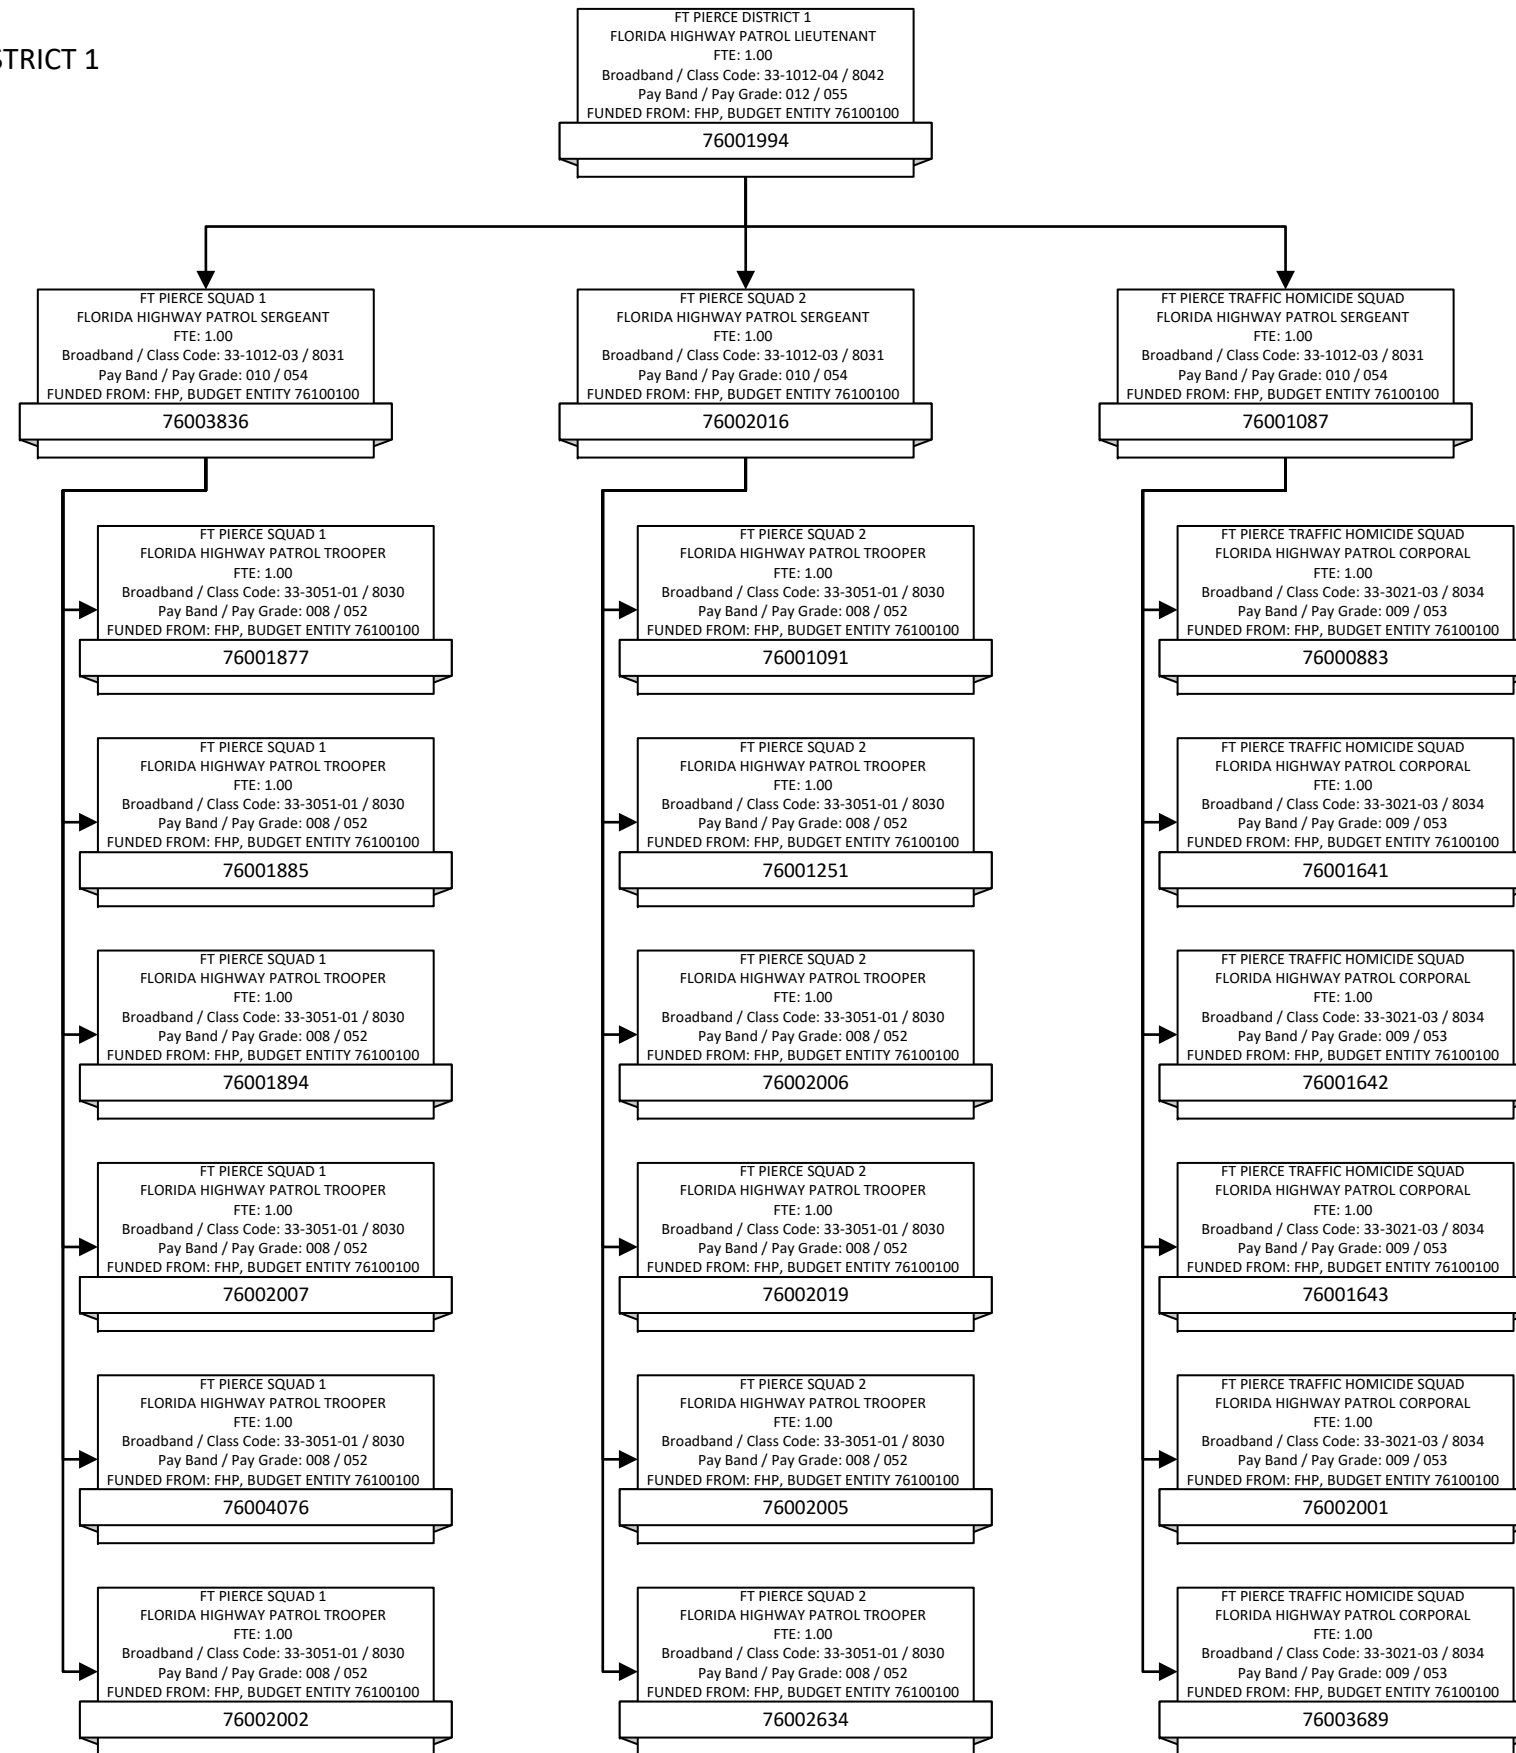 STRICT 1
FT PIERCE DISTRICT 1
FLORIDA HIGHWAY PATROL LIEUTENANT
FTE: 1.00
Broadband / Class Code: 33-1012-04 / 8042
Pay Band / Pay Grade: 012 / 055
FUNDED FROM: FHP, BUDGET ENTITY 76100100
76001994
FT PIERCE SQUAD 1
FLORIDA HIGHWAY PATROL SERGEANT
FTE: 1.00
Broadband / Class Code: 33-1012-03 / 8031
Pay Band / Pay Grade: 010 / 054
FUNDED FROM: FHP, BUDGET ENTITY 76100100
76003836
FT PIERCE SQUAD 2
FLORIDA HIGHWAY PATROL SERGEANT
FTE: 1.00
Broadband / Class Code: 33-1012-03 / 8031
Pay Band / Pay Grade: 010 / 054
FUNDED FROM: FHP, BUDGET ENTITY 76100100
76002016
FT PIERCE TRAFFIC HOMICIDE SQUAD
FLORIDA HIGHWAY PATROL SERGEANT
FTE: 1.00
Broadband / Class Code: 33-1012-03 / 8031
Pay Band / Pay Grade: 010 / 054
FUNDED FROM: FHP, BUDGET ENTITY 76100100
76001087
FT PIERCE SQUAD 1
FLORIDA HIGHWAY PATROL TROOPER
FTE: 1.00
Broadband / Class Code: 33-3051-01 / 8030
Pay Band / Pay Grade: 008 / 052
FUNDED FROM: FHP, BUDGET ENTITY 76100100
76001877
FT PIERCE SQUAD 2
FLORIDA HIGHWAY PATROL TROOPER
FTE: 1.00
Broadband / Class Code: 33-3051-01 / 8030
Pay Band / Pay Grade: 008 / 052
FUNDED FROM: FHP, BUDGET ENTITY 76100100
76001091
FT PIERCE TRAFFIC HOMICIDE SQUAD
FLORIDA HIGHWAY PATROL CORPORAL
FTE: 1.00
Broadband / Class Code: 33-3021-03 / 8034
Pay Band / Pay Grade: 009 / 053
FUNDED FROM: FHP, BUDGET ENTITY 76100100
76000883
FT PIERCE SQUAD 1
FLORIDA HIGHWAY PATROL TROOPER
FTE: 1.00
Broadband / Class Code: 33-3051-01 / 8030
Pay Band / Pay Grade: 008 / 052
FUNDED FROM: FHP, BUDGET ENTITY 76100100
76001885
FT PIERCE SQUAD 2
FLORIDA HIGHWAY PATROL TROOPER
FTE: 1.00
Broadband / Class Code: 33-3051-01 / 8030
Pay Band / Pay Grade: 008 / 052
FUNDED FROM: FHP, BUDGET ENTITY 76100100
76001251
FT PIERCE TRAFFIC HOMICIDE SQUAD
FLORIDA HIGHWAY PATROL CORPORAL
FTE: 1.00
Broadband / Class Code: 33-3021-03 / 8034
Pay Band / Pay Grade: 009 / 053
FUNDED FROM: FHP, BUDGET ENTITY 76100100
76001641
FT PIERCE SQUAD 1
FLORIDA HIGHWAY PATROL TROOPER
FTE: 1.00
Broadband / Class Code: 33-3051-01 / 8030
Pay Band / Pay Grade: 008 / 052
FUNDED FROM: FHP, BUDGET ENTITY 76100100
76001894
FT PIERCE SQUAD 2
FLORIDA HIGHWAY PATROL TROOPER
FTE: 1.00
Broadband / Class Code: 33-3051-01 / 8030
Pay Band / Pay Grade: 008 / 052
FUNDED FROM: FHP, BUDGET ENTITY 76100100
76002006
FT PIERCE TRAFFIC HOMICIDE SQUAD
FLORIDA HIGHWAY PATROL CORPORAL
FTE: 1.00
Broadband / Class Code: 33-3021-03 / 8034
Pay Band / Pay Grade: 009 / 053
FUNDED FROM: FHP, BUDGET ENTITY 76100100
76001642
FT PIERCE SQUAD 1
FLORIDA HIGHWAY PATROL TROOPER
FTE: 1.00
Broadband / Class Code: 33-3051-01 / 8030
Pay Band / Pay Grade: 008 / 052
FUNDED FROM: FHP, BUDGET ENTITY 76100100
76002007
FT PIERCE SQUAD 2
FLORIDA HIGHWAY PATROL TROOPER
FTE: 1.00
Broadband / Class Code: 33-3051-01 / 8030
Pay Band / Pay Grade: 008 / 052
FUNDED FROM: FHP, BUDGET ENTITY 76100100
76002019
FT PIERCE TRAFFIC HOMICIDE SQUAD
FLORIDA HIGHWAY PATROL CORPORAL
FTE: 1.00
Broadband / Class Code: 33-3021-03 / 8034
Pay Band / Pay Grade: 009 / 053
FUNDED FROM: FHP, BUDGET ENTITY 76100100
76001643
FT PIERCE SQUAD 1
FLORIDA HIGHWAY PATROL TROOPER
FTE: 1.00
Broadband / Class Code: 33-3051-01 / 8030
Pay Band / Pay Grade: 008 / 052
FUNDED FROM: FHP, BUDGET ENTITY 76100100
76004076
FT PIERCE SQUAD 2
FLORIDA HIGHWAY PATROL TROOPER
FTE: 1.00
Broadband / Class Code: 33-3051-01 / 8030
Pay Band / Pay Grade: 008 / 052
FUNDED FROM: FHP, BUDGET ENTITY 76100100
76002005
FT PIERCE TRAFFIC HOMICIDE SQUAD
FLORIDA HIGHWAY PATROL CORPORAL
FTE: 1.00
Broadband / Class Code: 33-3021-03 / 8034
Pay Band / Pay Grade: 009 / 053
FUNDED FROM: FHP, BUDGET ENTITY 76100100
76002001
FT PIERCE SQUAD 1
FLORIDA HIGHWAY PATROL TROOPER
FTE: 1.00
Broadband / Class Code: 33-3051-01 / 8030
Pay Band / Pay Grade: 008 / 052
FUNDED FROM: FHP, BUDGET ENTITY 76100100
76002002
FT PIERCE SQUAD 2
FLORIDA HIGHWAY PATROL TROOPER
FTE: 1.00
Broadband / Class Code: 33-3051-01 / 8030
Pay Band / Pay Grade: 008 / 052
FUNDED FROM: FHP, BUDGET ENTITY 76100100
76002634
FT PIERCE TRAFFIC HOMICIDE SQUAD
FLORIDA HIGHWAY PATROL CORPORAL
FTE: 1.00
Broadband / Class Code: 33-3021-03 / 8034
Pay Band / Pay Grade: 009 / 053
FUNDED FROM: FHP, BUDGET ENTITY 76100100
76003689